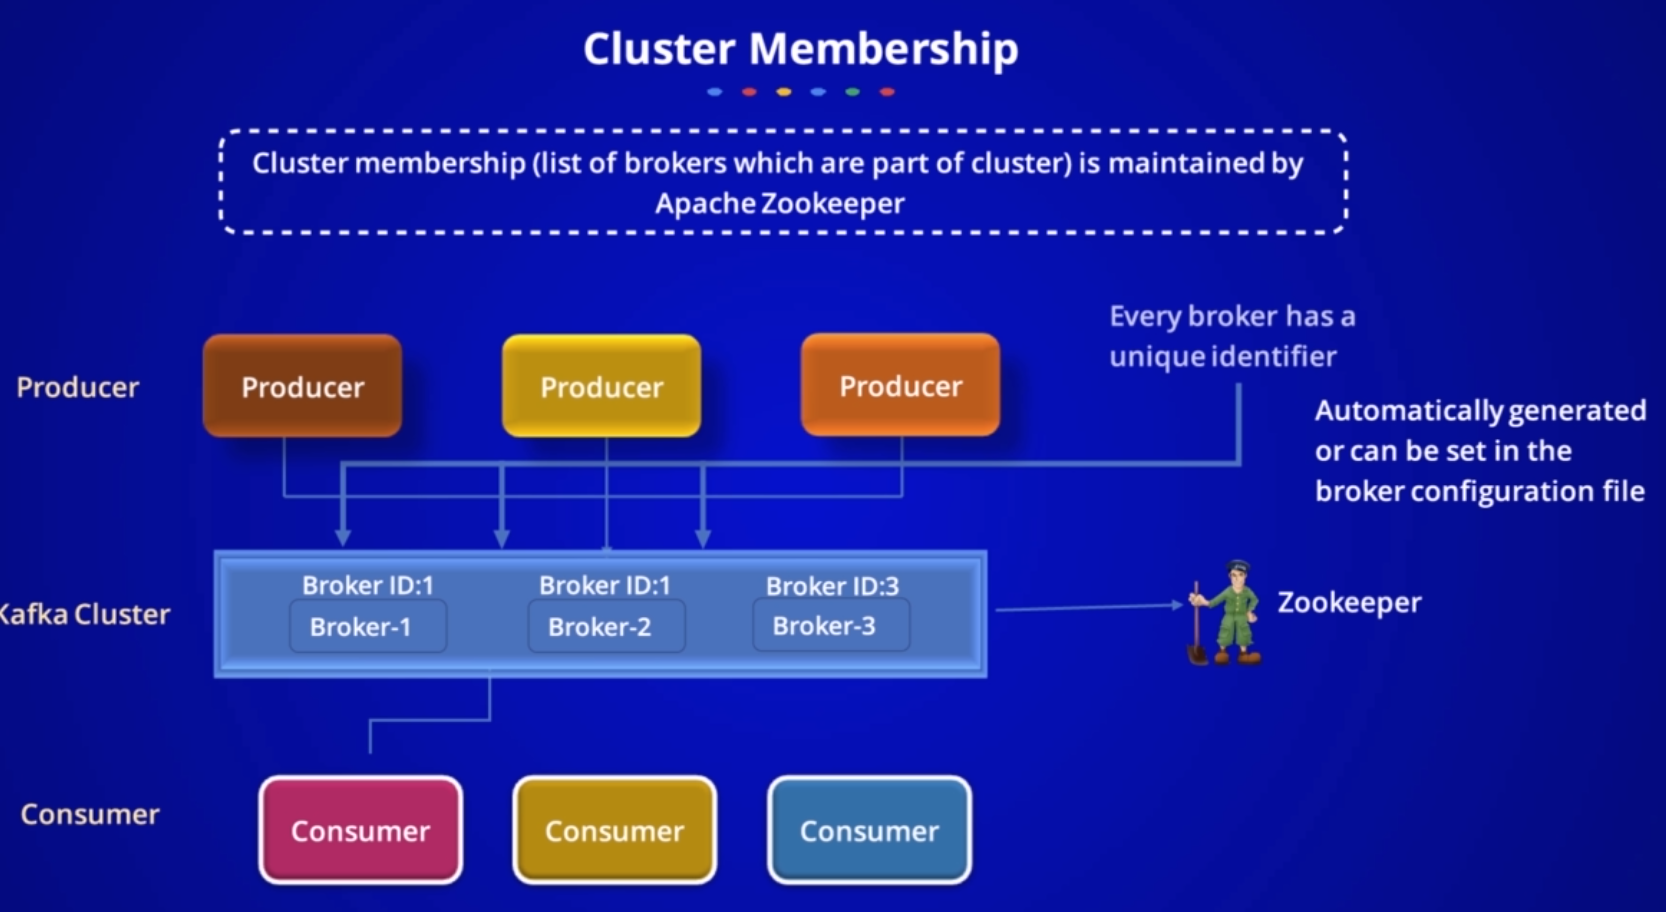 Cluster Membership
Cluster membership (list of brokers which are part of cluster) is maintained by
Apache Zookeeper
Every broker has a
unique identifier
Producer
Producer
Producer
Producer
Automatically generated
or can be set in the
broker configuration file
Kafka Cluster
Broker ID:1
Broker-1
Broker ID:1
Broker-2
Broker ID:3
Broker-3
Zookeeper
Consumer
Consumer
Consumer
Consumer